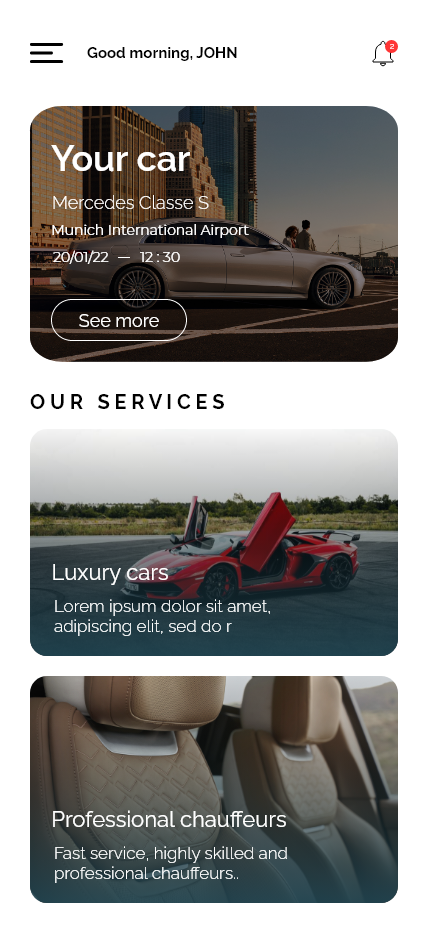 Good morning, JOHN
2
Your car
Mercedes Classe S
Munich International Airport
20/01/22 — 12 : 30
See more
OUR SERVICES
Luxury cars
Lorem ipsum dolor sit amet,
adipiscing elit, sed do r
Professional chauffeurs
Fast service, highly skilled and
professional chauffeurs..